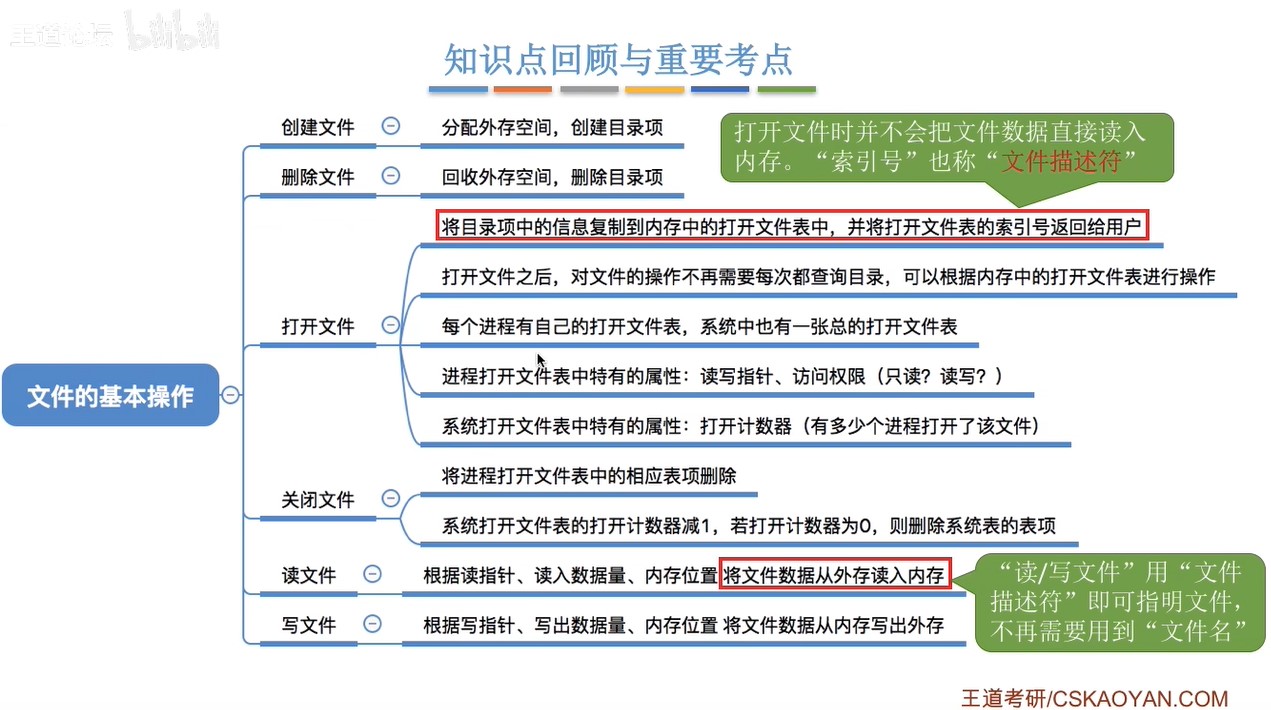 王道论坛 bilibili
知识点回顾与重要考点
创建文件
分配外存空间，创建目录项
打开文件时并不会把文件数据直接读入
内存。“索引号”也称“文件描述符”
删除文件
回收外存空间，删除目录项
将目录项中的信息复制到内存中的打开文件表中，并将打开文件表的索引号返回给用户
打开文件之后，对文件的操作不再需要每次都查询目录，可以根据内存中的打开文件表进行操作
打开文件
每个进程有自己的打开文件表，系统中也有一张总的打开文件表
进程打开文件表中特有的属性：读写指针、访问权限（只读？读写？）
文件的基本操作
系统打开文件表中特有的属性：打开计数器（有多少个进程打开了该文件）
关闭文件
将进程打开文件表中的相应表项删除
系统打开文件表的打开计数器减1，若打开计数器为0，则删除系统表的表项
读文件
根据读指针、读入数据量、内存位置将文件数据从外存读入内存
“读/写文件”用“文件
描述符”即可指明文件，
不再需要用到“文件名”
写文件
根据写指针、写出数据量、内存位置 将文件数据从内存写出外存
王道考研/CSKAOYAN.COM